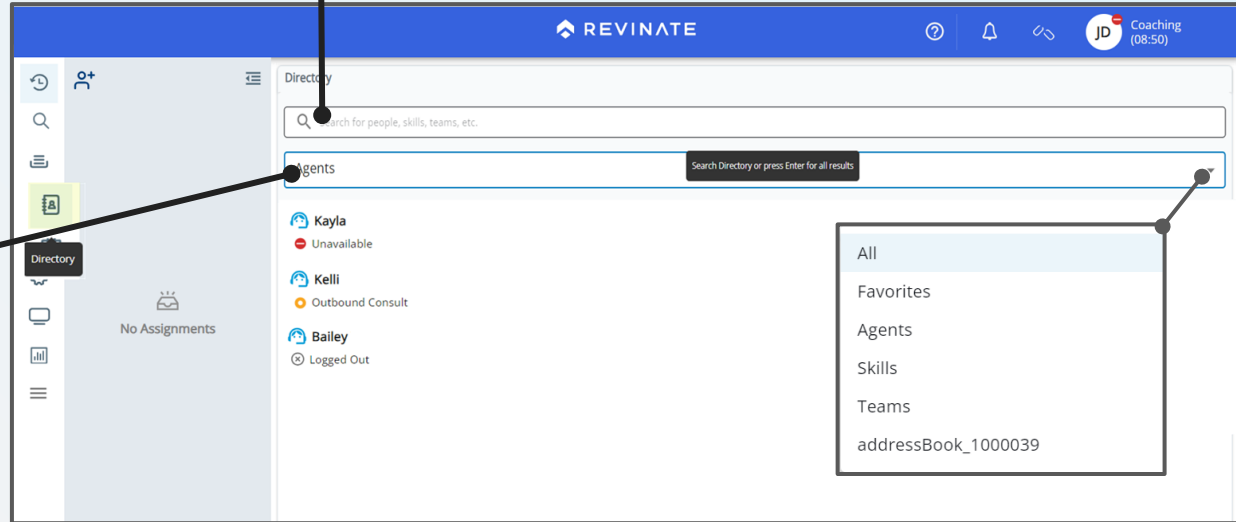 REVINATE
JD
Coaching
(08:50)
Directory
Search for people, skills, teams, etc.
Agents
Search Directory or press Enter for all results
Kayla
Unavailable
Directory
Kelli
Outbound Consult
No Assignments
Bailey
Logged Out
All
Favorites
Agents
Skills
Teams
addressBook_1000039